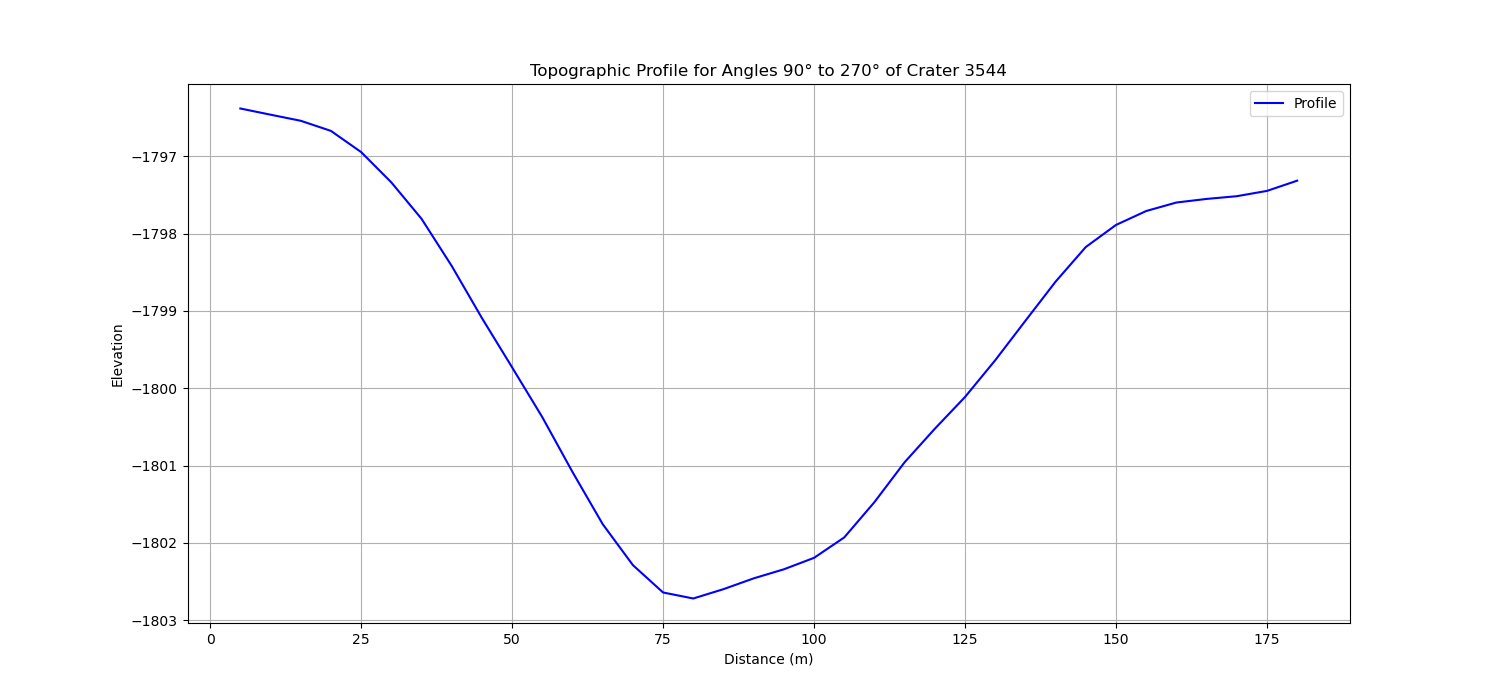 Topographic Profile for Angles 90° to 270° of Crater 3544
Profile
−1797
−1798
−1799
−1800
−1801
−1802
−1803
Elevation
0 25 50 75 100 125 150 175
Distance (m)